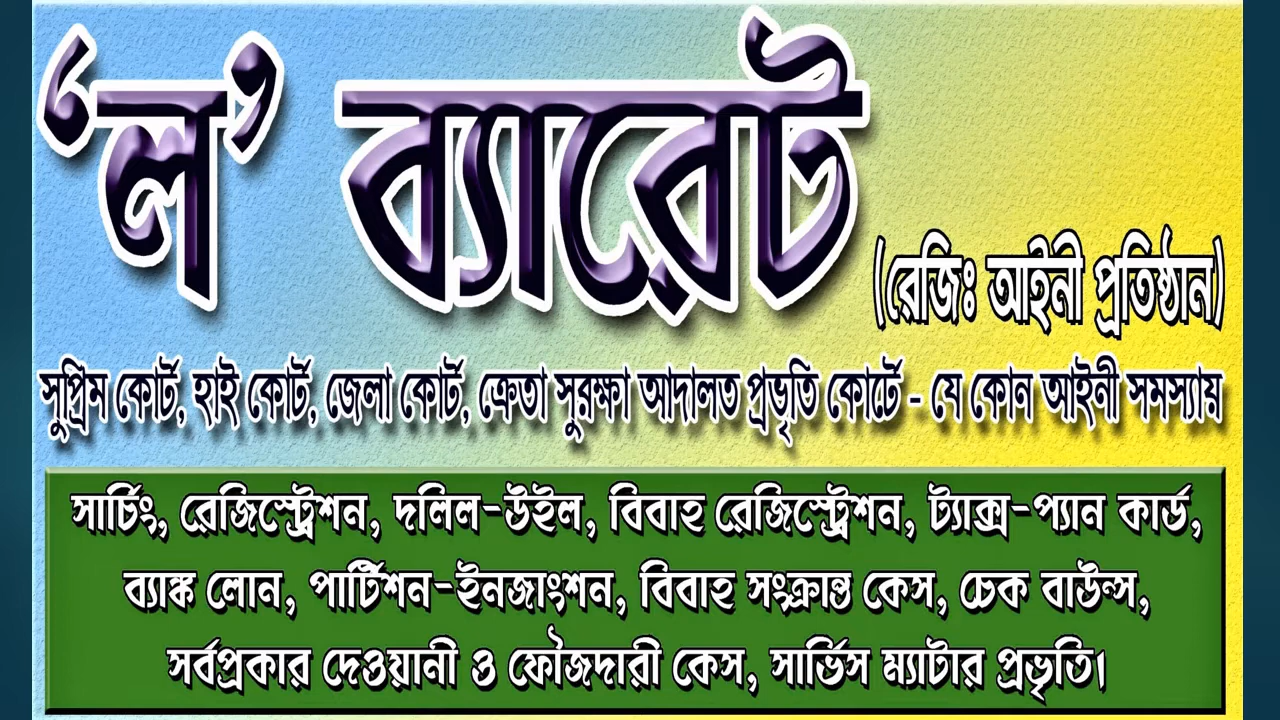 ‘ল’ ব্যারেট
(রেজিঃ আইনী প্রতিষ্ঠান)
সুপ্রিম কোর্ট, হাই কোর্ট, জেলা কোর্ট, ক্রেতা সুরক্ষা আদালত প্রভৃতি কোর্টে - যে কোন আইনী সমস্যায়
সার্চিং, রেজিস্ট্রেশন, দলিল-উইল, বিবাহ রেজিস্ট্রেশন, ট্যাক্স-প্যান কার্ড,
ব্যাঙ্ক লোন, পার্টিশন-ইনজাংশন, বিবাহ সংক্রান্ত কেস, চেক বাউন্স,
সর্বপ্রকার দেওয়ানী ও ফৌজদারী কেস, সার্ভিস ম্যাটার প্রভৃতি।